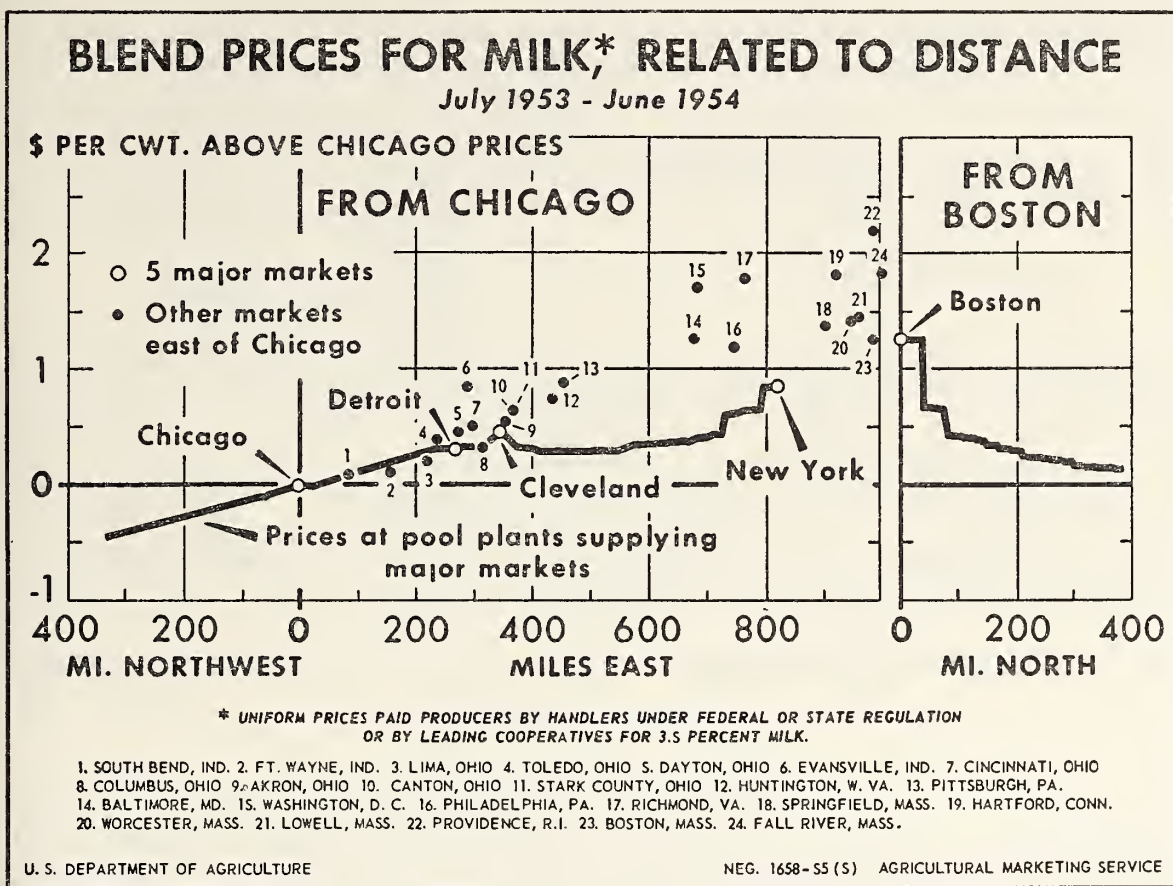 BLEND PRICES FOR MILK,* RELATED TO DISTANCE
July 1953 - June 1954
$ PER CWT. ABOVE CHICAGO PRICES
FROM CHICAGO
FROM
BOSTON
2
1
0
-1
5 major markets
Other markets
east of Chicago
Chicago
Detroit
Cleveland
New York
Boston
Prices at pool plants supplying
major markets
1
2
3
4
5
6
7
8
9
10
11
12
13
14
15
16
17
18
19
20
21
22
23
24
400 200 0 200 400 600 800 0 200 400
MI. NORTHWEST MILES EAST MI. NORTH
* UNIFORM PRICES PAID PRODUCERS BY HANDLERS UNDER FEDERAL OR STATE REGULATION
OR BY LEADING COOPERATIVES FOR 3.5 PERCENT MILK.
1. SOUTH BEND, IND. 2. FT. WAYNE, IND. 3. LIMA, OHIO 4. TOLEDO, OHIO 5. DAYTON, OHIO 6. EVANSVILLE, IND. 7. CINCINNATI, OHIO
8. COLUMBUS, OHIO 9. AKRON, OHIO 10. CANTON, OHIO 11. STARK COUNTY, OHIO 12. HUNTINGTON, W. VA. 13. PITTSBURGH, PA.
14. BALTIMORE, MD. 15. WASHINGTON, D. C. 16. PHILADELPHIA, PA. 17. RICHMOND, VA. 18. SPRINGFIELD, MASS. 19. HARTFORD, CONN.
20. WORCESTER, MASS. 21. LOWELL, MASS. 22. PROVIDENCE, R.I. 23. BOSTON, MASS. 24. FALL RIVER, MASS.
U. S. DEPARTMENT OF AGRICULTURE NEG. 1658-55 (5) AGRICULTURAL MARKETING SERVICE